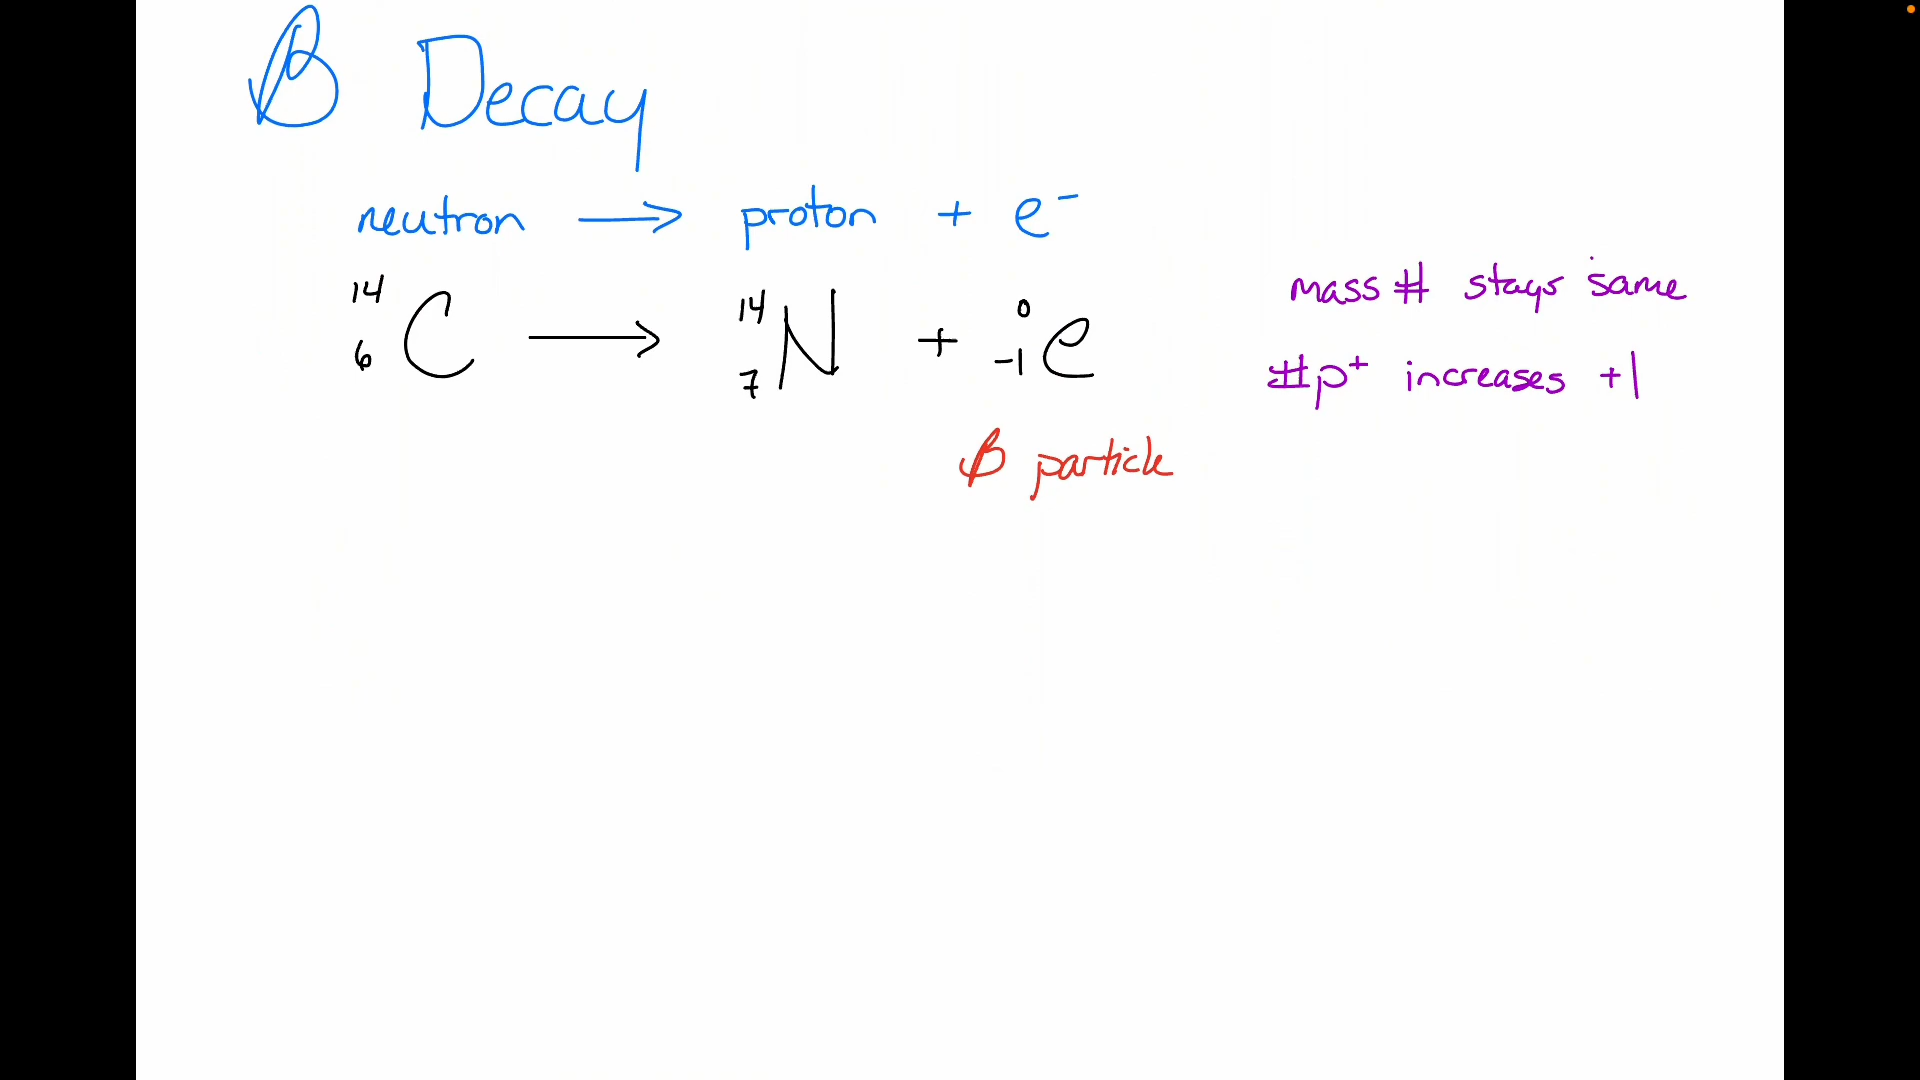 β Decay
neutron → proton + e⁻
¹⁴₆C → ¹⁴₇N + ⁰₋₁e
mass # stays same
#p⁺ increases +1
β particle